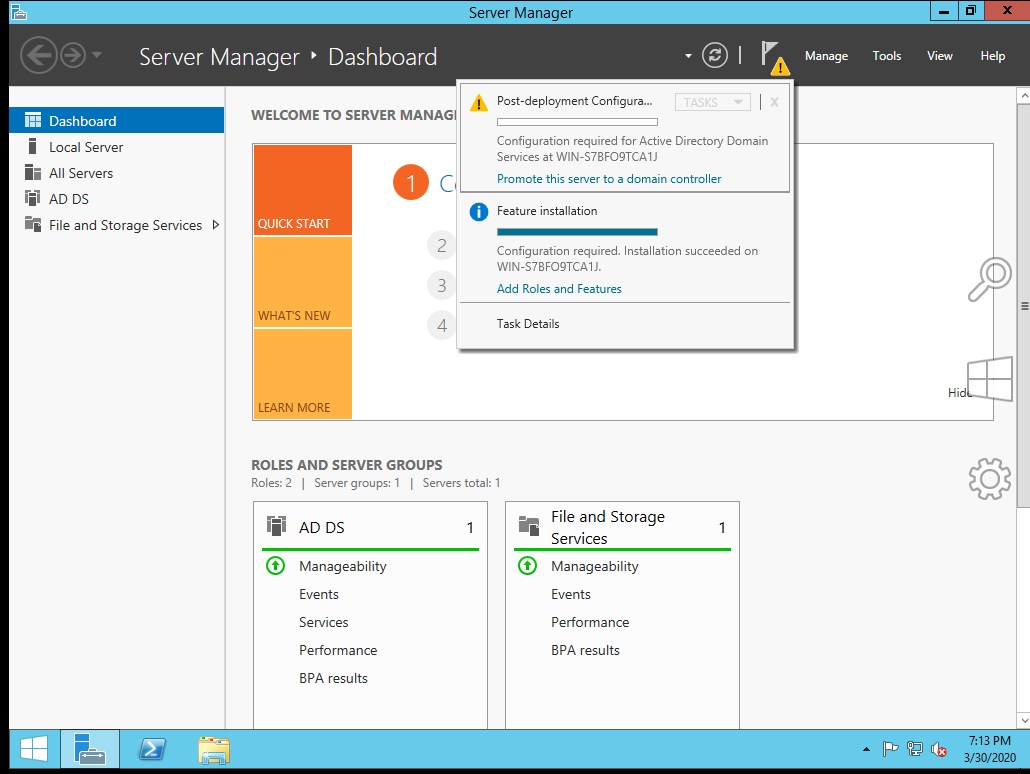 Server Manager
Server Manager ‣ Dashboard
Manage Tools View Help
Dashboard
Local Server
All Servers
AD DS
File and Storage Services
WELCOME TO SERVER MANAG
QUICK START
WHAT'S NEW
LEARN MORE
1
2
3
4
Post-deployment Configura...
TASKS
X
Configuration required for Active Directory Domain
Services at WIN-S7BFO9TCA1J
Promote this server to a domain controller
Feature installation
Configuration required. Installation succeeded on
WIN-S7BFO9TCA1J.
Add Roles and Features
Task Details
Hide
ROLES AND SERVER GROUPS
Roles: 2 | Server groups: 1 | Servers total: 1
AD DS 1
Manageability
Events
Services
Performance
BPA results
File and Storage
Services 1
Manageability
Events
Performance
BPA results
7:13 PM
3/30/2020